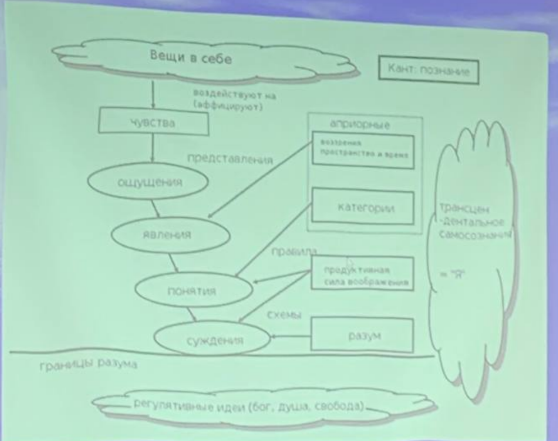 Вещи в себе
Кант: познание
воздействуют на
(аффицируют)
чувства
априорные
воззрения
пространство и время
представления
ощущения
категории
явления
трансцен
-дентальное
самосознание
= "Я"
правила
продуктивная
сила воображения
понятия
схемы
суждения
разум
границы разума
регулятивные идеи (бог, душа, свобода)